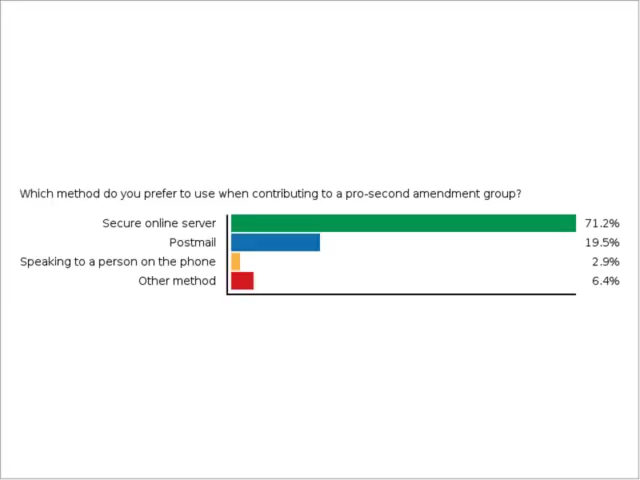 Which method do you prefer to use when contributing to a pro-second amendment group?
Secure online server 71.2%
Postmail 19.5%
Speaking to a person on the phone 2.9%
Other method 6.4%